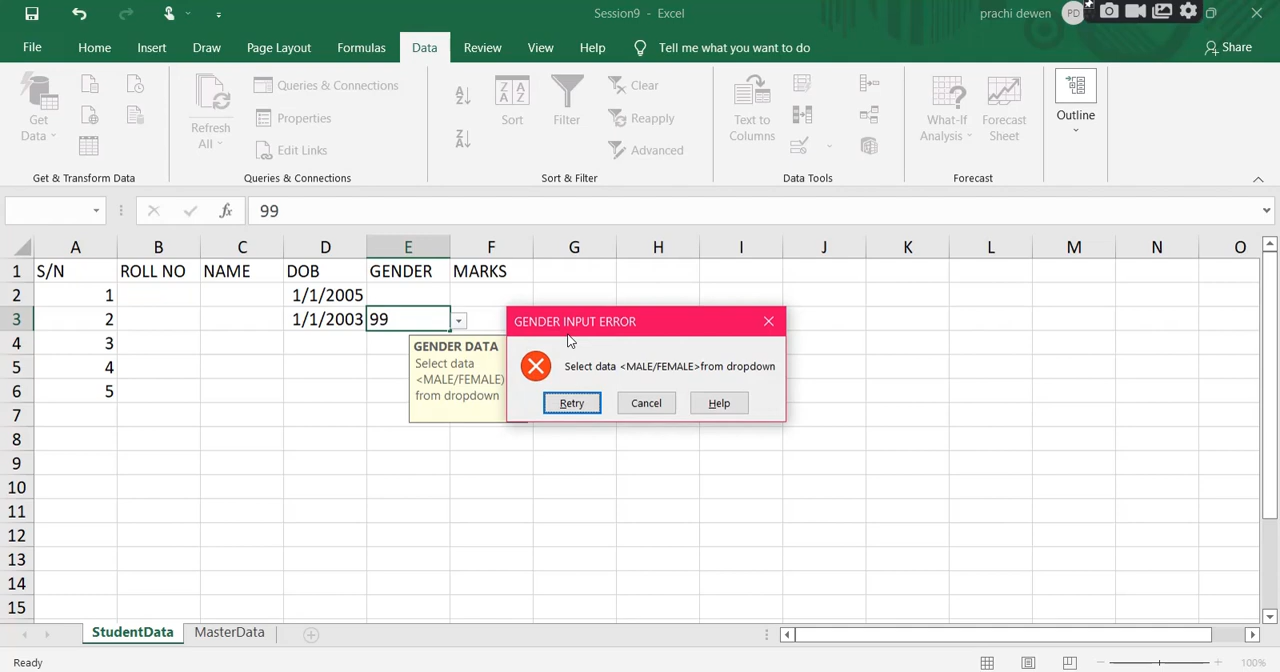 Session9 - Excel
prachi dewen
PD
File
Home
Insert
Draw
Page Layout
Formulas
Data
Review
View
Help
Tell me what you want to do
Share
Get
Data
Refresh
All
Queries & Connections
Properties
Edit Links
Sort
Filter
Clear
Reapply
Advanced
Text to
Columns
What-If
Analysis
Forecast
Sheet
Outline
Get & Transform Data
Queries & Connections
Sort & Filter
Data Tools
Forecast
fx 99
A B C D E F G H I J K L M N O
1 S/N ROLL NO NAME DOB GENDER MARKS
2 1 1/1/2005
3 2 1/1/2003 99
4 3
5 4
6 5
7
8
9
10
11
12
13
14
15
GENDER DATA
Select data
<MALE/FEMALE)
from dropdown
GENDER INPUT ERROR
Select data <MALE/FEMALE>from dropdown
Retry Cancel Help
StudentData MasterData
Ready
100%